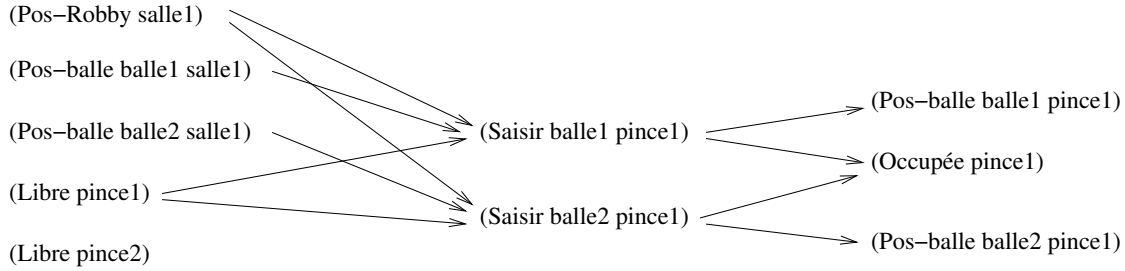 (Pos−Robby salle1)
(Pos−balle balle1 salle1)
(Pos−balle balle2 salle1)
(Libre pince1)
(Libre pince2)
(Saisir balle1 pince1)
(Saisir balle2 pince1)
(Pos−balle balle1 pince1)
(Occupée pince1)
(Pos−balle balle2 pince1)